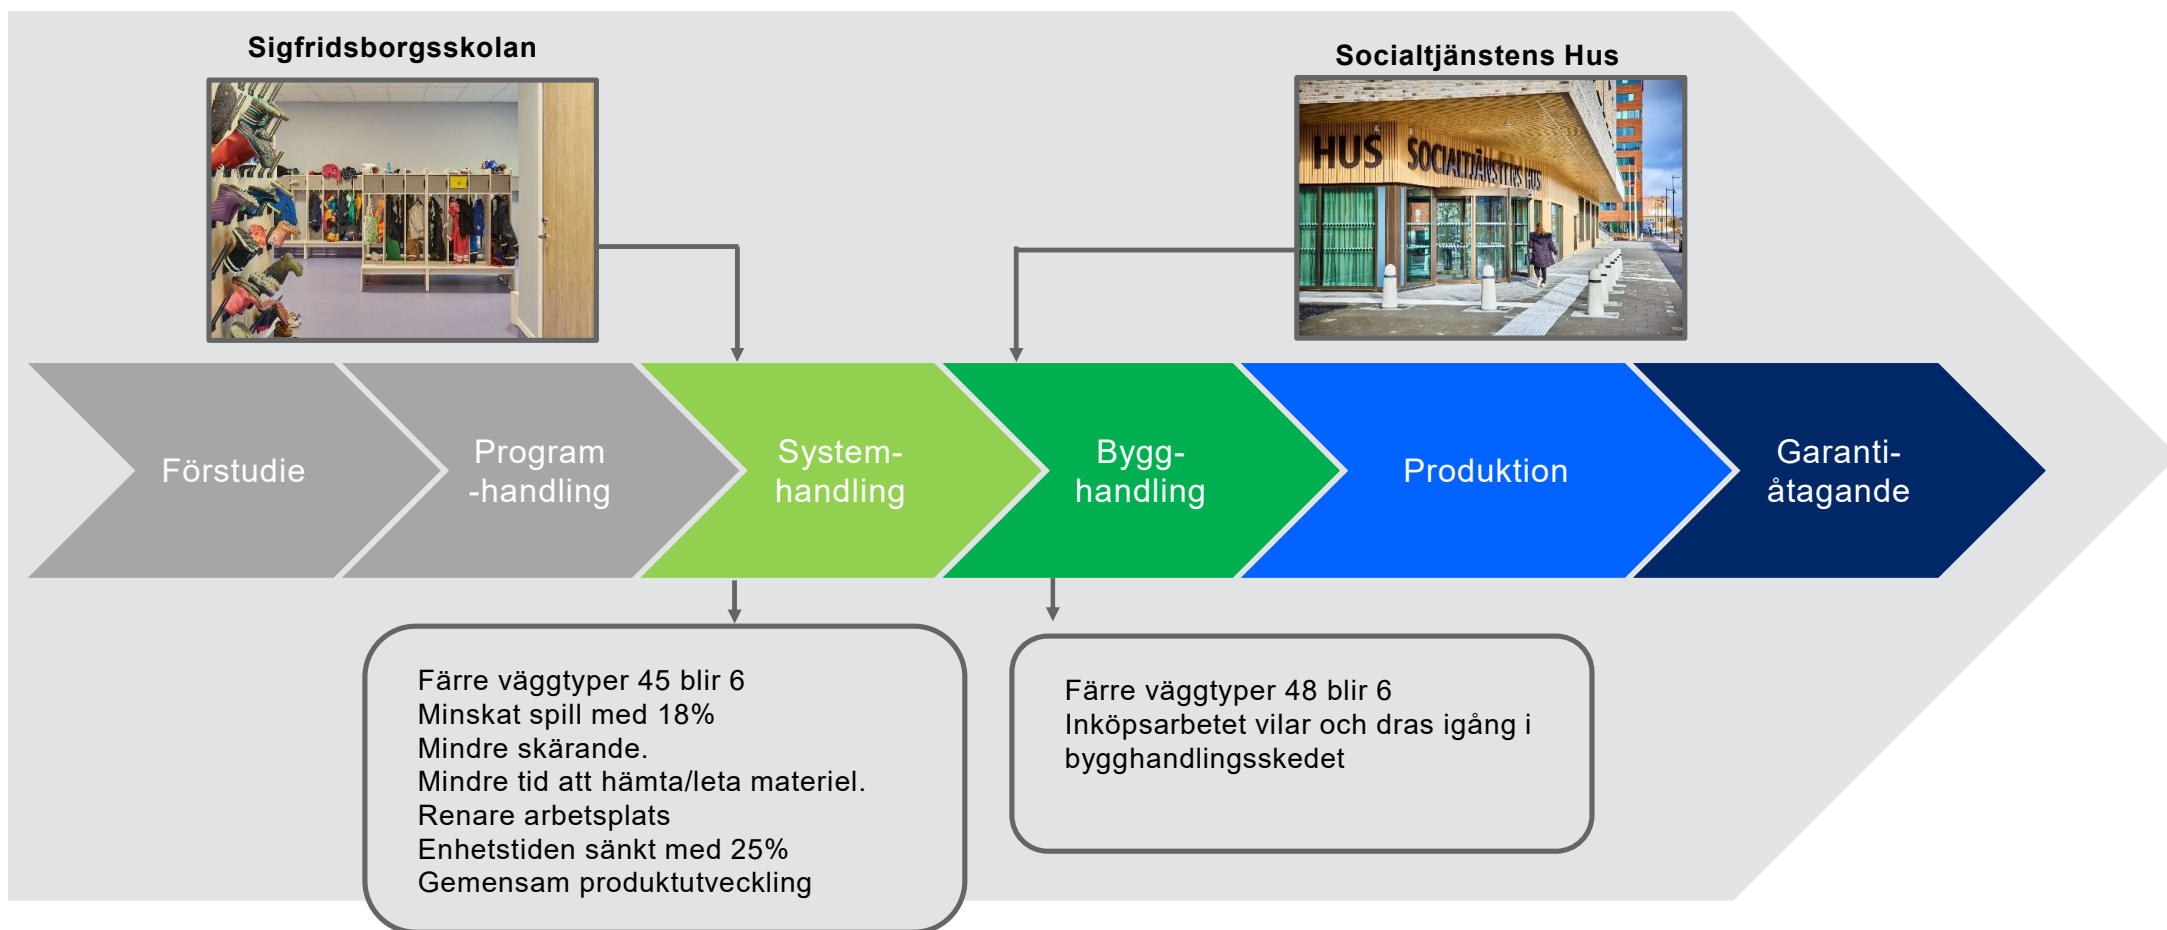 Sigfridsborgsskolan
Socialtjänstens Hus
HUS SOCIALTJÄNSTENS HUS
Förstudie
Program
-handling
System-
handling
Bygg-
handling
Produktion
Garanti-
åtagande
Färre väggtyper 45 blir 6
Minskat spill med 18%
Mindre skärande.
Mindre tid att hämta/leta materiel.
Renare arbetsplats
Enhetstiden sänkt med 25%
Gemensam produktutveckling
Färre väggtyper 48 blir 6
Inköpsarbetet vilar och dras igång i
bygghandlingsskedet